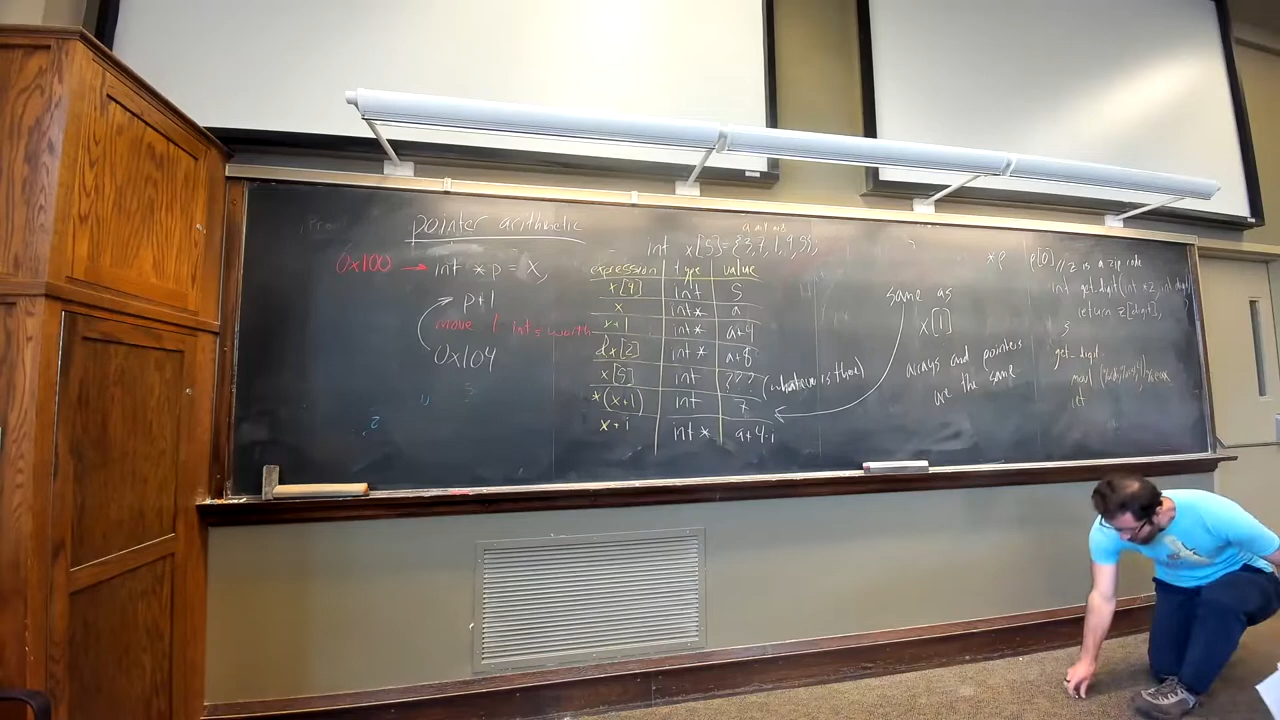 pointer arithmetic
0x100 → int *p = x;
p+1
move 1 int's worth
0x104
int x[5] = {3,7,1,9,5};
expression type value
x[4] int 5
x int* a
x+1 int* a+4
&x[2] int* a+8
x[5] int ??? (whatever is there)
*(x+1) int 7
x+i int* a+4·i
same as
x[1]
arrays and pointers
are the same
*p p[0]
//z is a zip code
int get_digit(int *z, int digit)
return z[digit];
}
get_digit
movl
ret